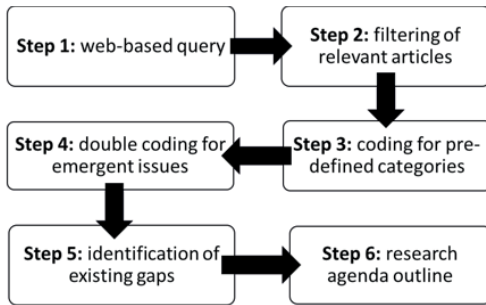 Step 1: web-based query
Step 2: filtering of
relevant articles
Step 3: coding for pre-
defined categories
Step 4: double coding for
emergent issues
Step 5: identification of
existing gaps
Step 6: research
agenda outline